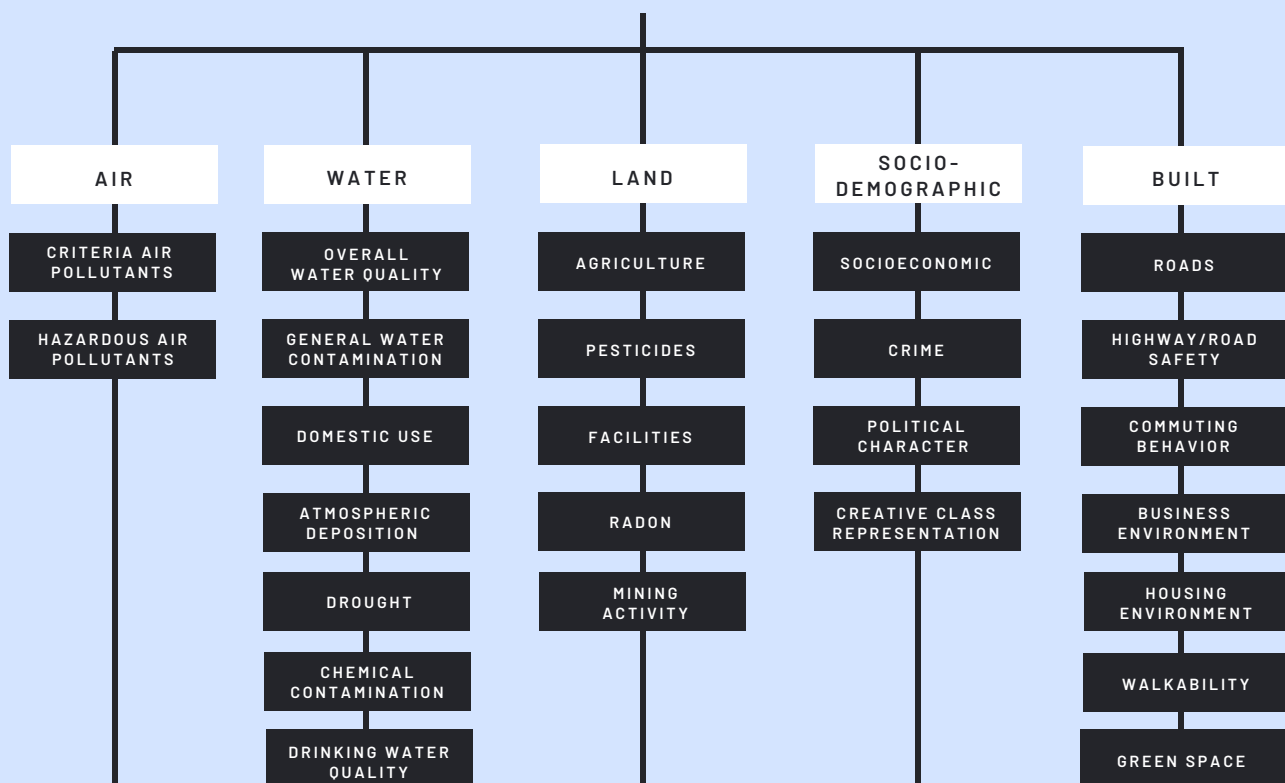 AIR
CRITERIA AIR
POLLUTANTS
HAZARDOUS AIR
POLLUTANTS
WATER
OVERALL
WATER QUALITY
GENERAL WATER
CONTAMINATION
DOMESTIC USE
ATMOSPHERIC
DEPOSITION
DROUGHT
CHEMICAL
CONTAMINATION
DRINKING WATER
QUALITY
LAND
AGRICULTURE
PESTICIDES
FACILITIES
RADON
MINING
ACTIVITY
SOCIO-
DEMOGRAPHIC
SOCIOECONOMIC
CRIME
POLITICAL
CHARACTER
CREATIVE CLASS
REPRESENTATION
BUILT
ROADS
HIGHWAY/ROAD
SAFETY
COMMUTING
BEHAVIOR
BUSINESS
ENVIRONMENT
HOUSING
ENVIRONMENT
WALKABILITY
GREEN SPACE